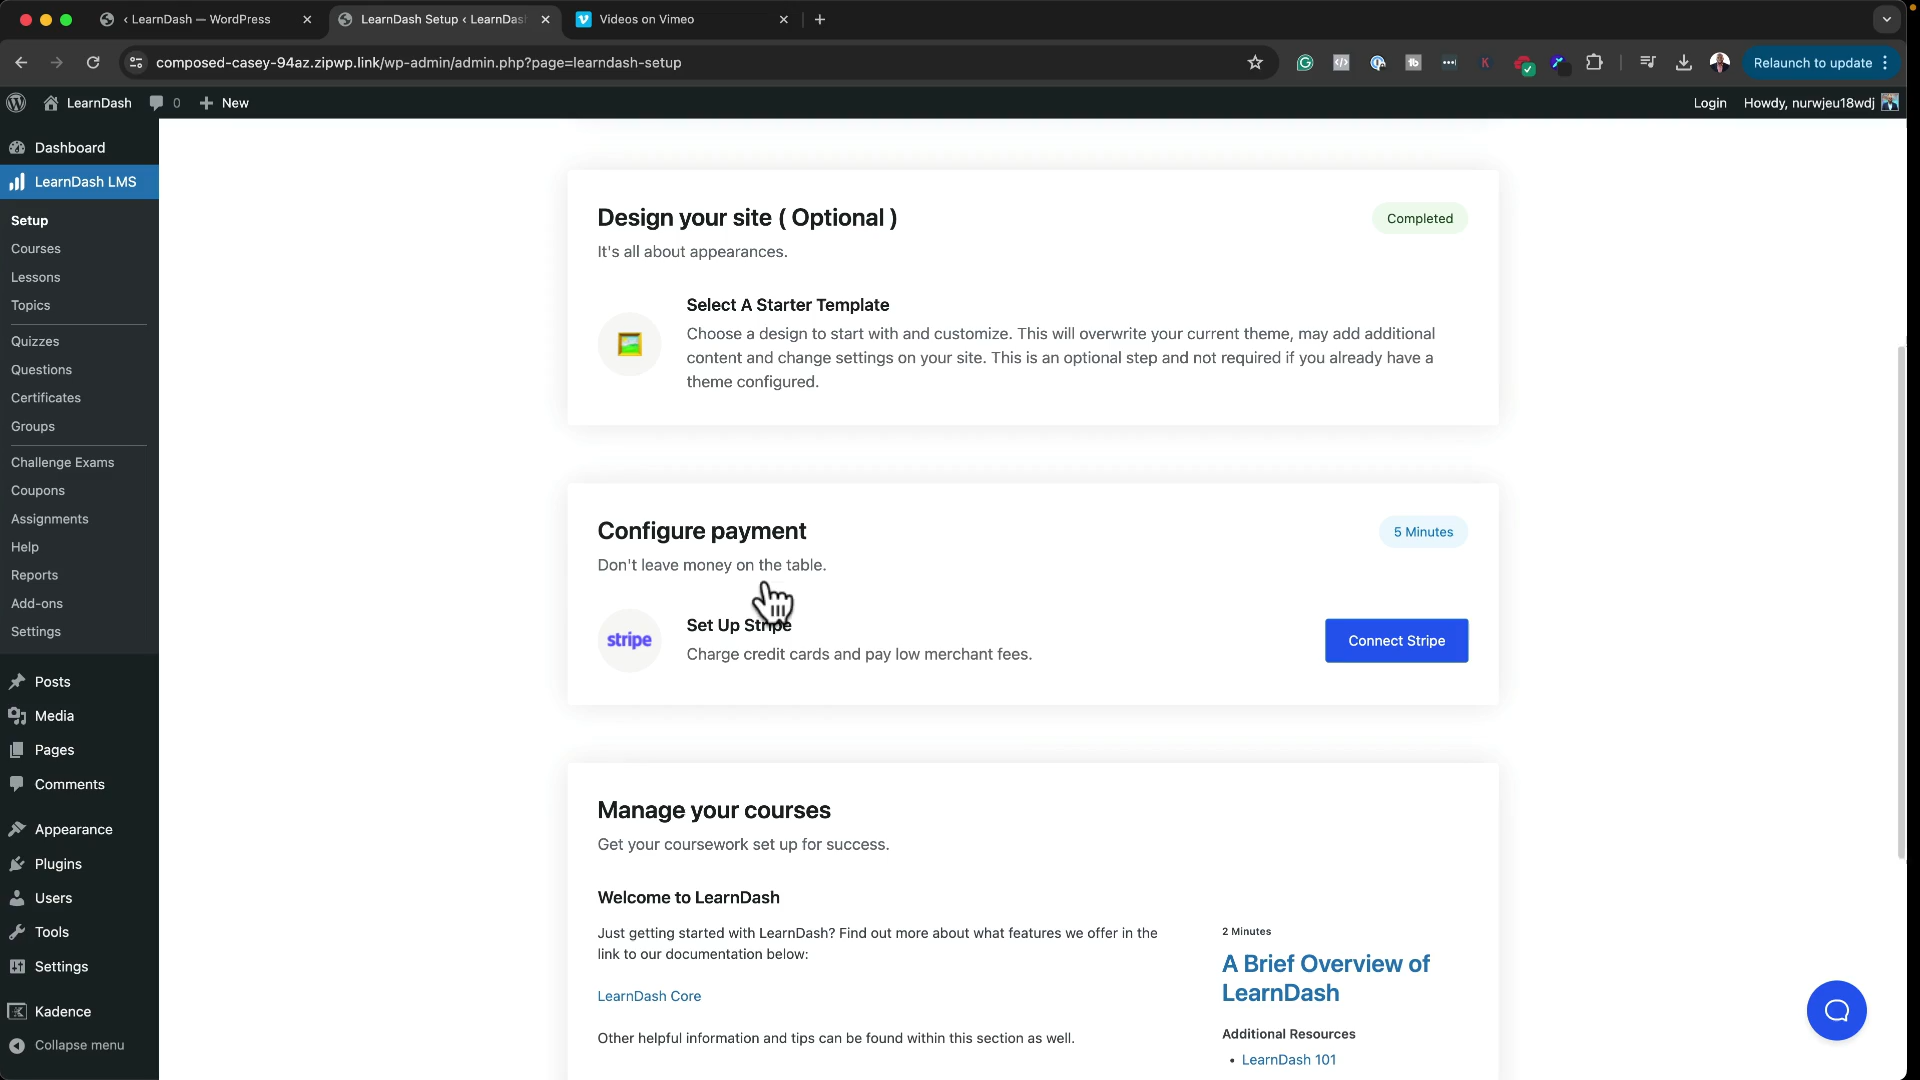 < LearnDash — WordPress
LearnDash Setup < LearnDas
Videos on Vimeo
composed-casey-94az.zipwp.link/wp-admin/admin.php?page=learndash-setup
Relaunch to update
LearnDash
0
New
Login
Howdy, nurwjeu18wdj
Dashboard
LearnDash LMS
Setup
Courses
Lessons
Topics
Quizzes
Questions
Certificates
Groups
Challenge Exams
Coupons
Assignments
Help
Reports
Add-ons
Settings
Posts
Media
Pages
Comments
Appearance
Plugins
Users
Tools
Settings
Kadence
Collapse menu
Design your site ( Optional )
Completed
It's all about appearances.
Select A Starter Template
Choose a design to start with and customize. This will overwrite your current theme, may add additional
content and change settings on your site. This is an optional step and not required if you already have a
theme configured.
Configure payment
5 Minutes
Don't leave money on the table.
stripe
Set Up Stripe
Charge credit cards and pay low merchant fees.
Connect Stripe
Manage your courses
Get your coursework set up for success.
Welcome to LearnDash
Just getting started with LearnDash? Find out more about what features we offer in the
link to our documentation below:
LearnDash Core
Other helpful information and tips can be found within this section as well.
2 Minutes
A Brief Overview of
LearnDash
Additional Resources
• LearnDash 101